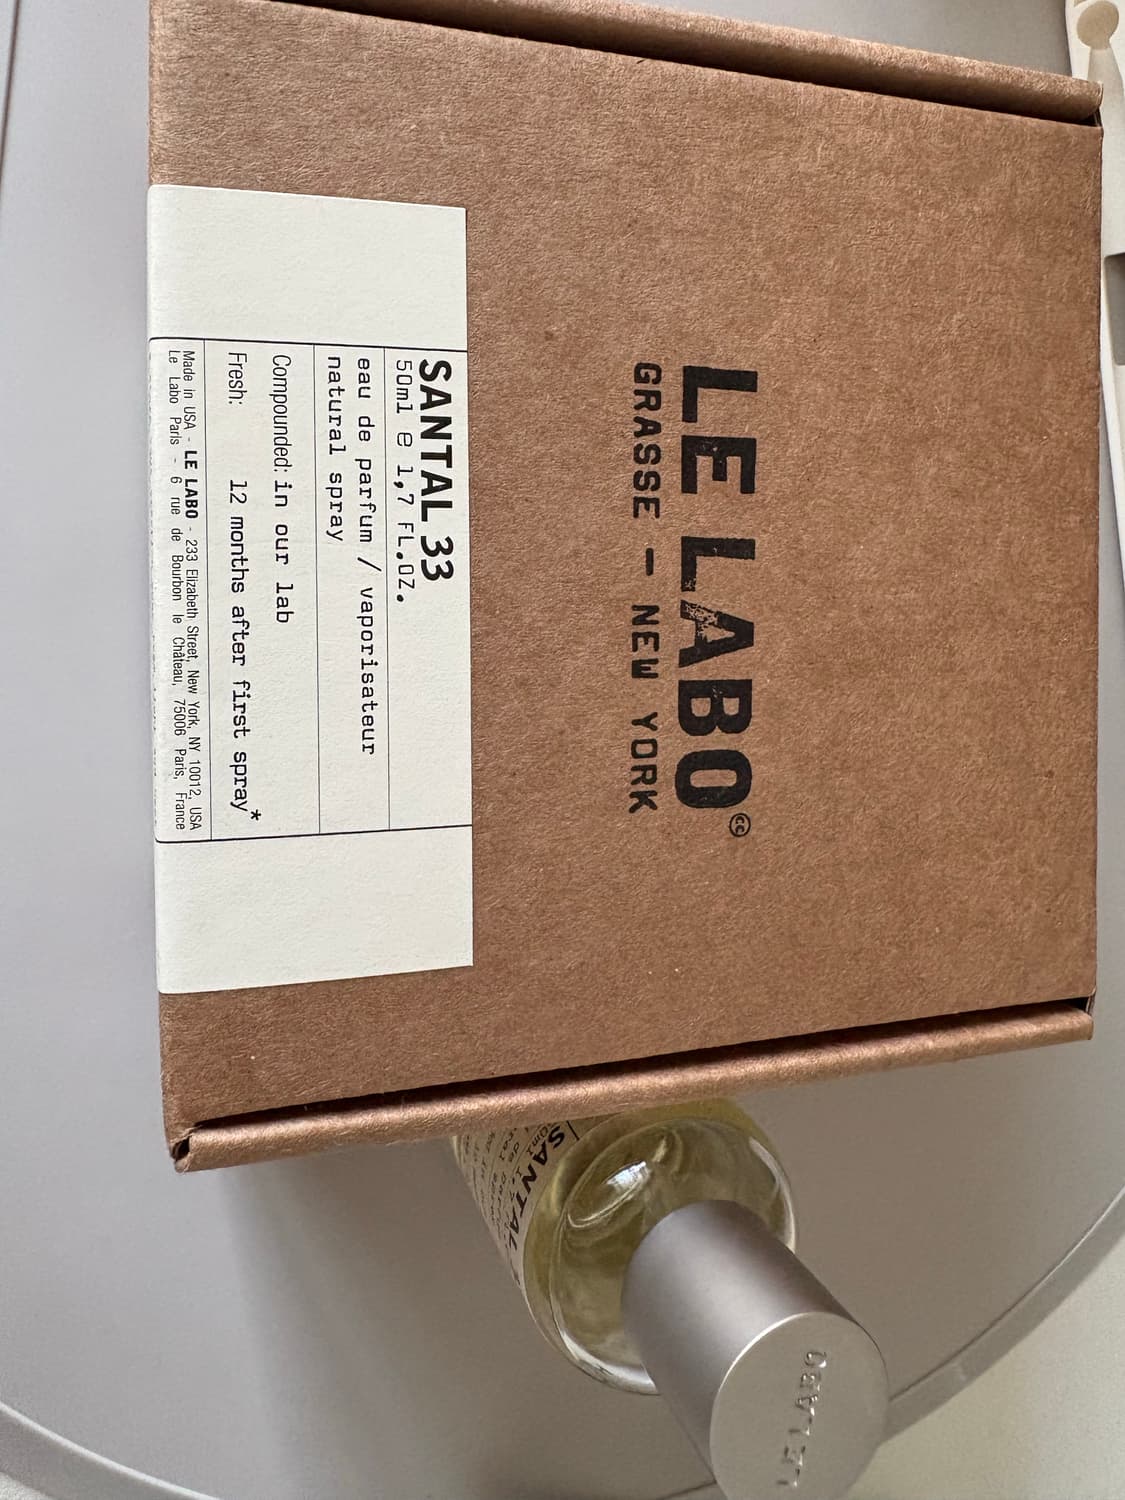 LE LABO
GRASSE — NEW YORK
SANTAL 33
50ml e 1,7 FL.OZ.
eau de parfum / vaporisateur
natural spray
Compounded: in our lab
Fresh: 12 months after first spray*
Made in USA - LE LABO - 233 Elizabeth Street, New York, NY 10012, USA
Le Labo Paris - 6 rue de Bourbon le Château, 75006 Paris, France
SANTAL
LE LABO